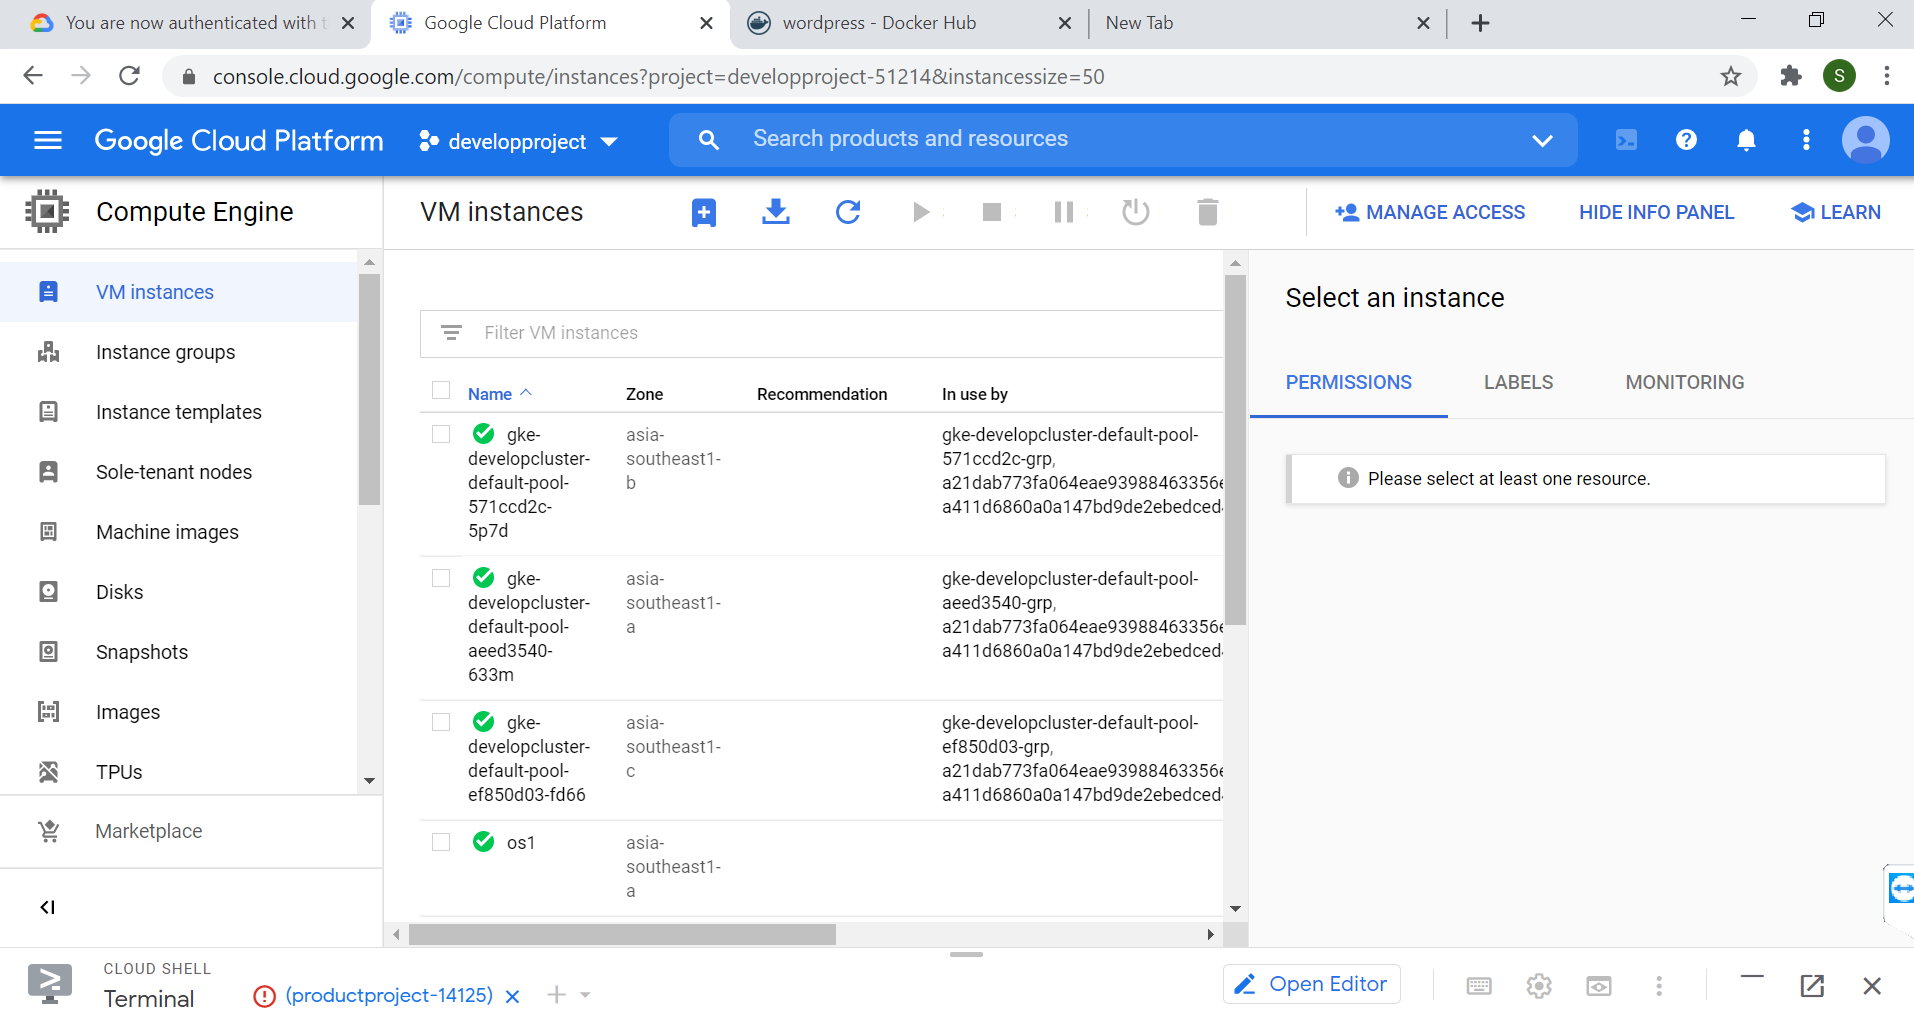 You are now authenticated with t
Google Cloud Platform
wordpress - Docker Hub
New Tab
console.cloud.google.com/compute/instances?project=developproject-51214&instancessize=50
S
Google Cloud Platform
developproject
Search products and resources
Compute Engine
VM instances
MANAGE ACCESS
HIDE INFO PANEL
LEARN
VM instances
Instance groups
Instance templates
Sole-tenant nodes
Machine images
Disks
Snapshots
Images
TPUs
Marketplace
Filter VM instances
Name
Zone
Recommendation
In use by
gke-
developcluster-
default-pool-
571ccd2c-
5p7d
asia-
southeast1-
b
gke-developcluster-default-pool-
571ccd2c-grp,
a21dab773fa064eae93988463356e
a411d6860a0a147bd9de2ebedced
gke-
developcluster-
default-pool-
aeed3540-
633m
asia-
southeast1-
a
gke-developcluster-default-pool-
aeed3540-grp,
a21dab773fa064eae93988463356e
a411d6860a0a147bd9de2ebedced
gke-
developcluster-
default-pool-
ef850d03-fd66
asia-
southeast1-
c
gke-developcluster-default-pool-
ef850d03-grp,
a21dab773fa064eae93988463356e
a411d6860a0a147bd9de2ebedced
os1
asia-
southeast1-
a
Select an instance
PERMISSIONS
LABELS
MONITORING
Please select at least one resource.
CLOUD SHELL
Terminal
(productproject-14125)
Open Editor